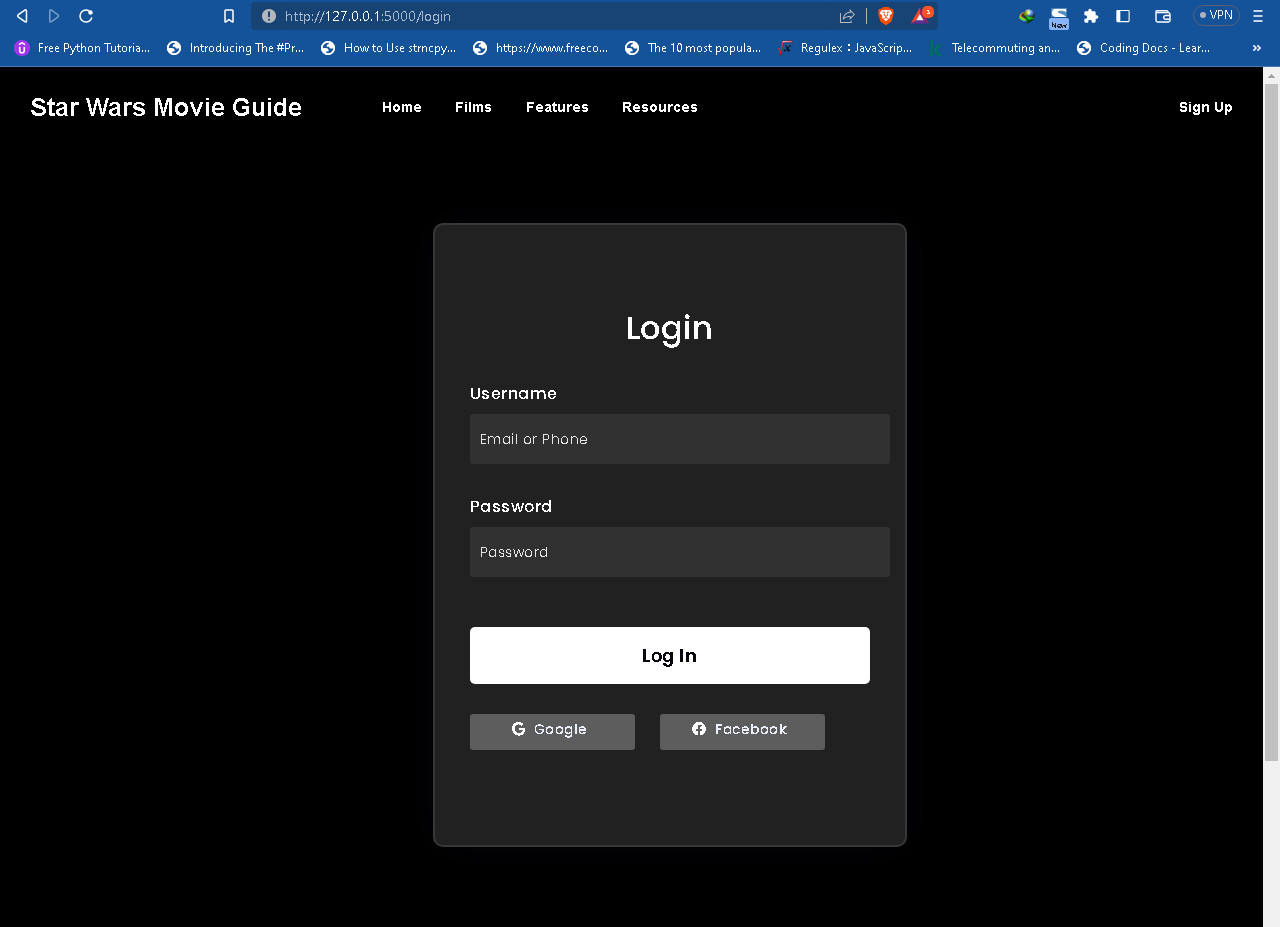 http://127.0.0.1:5000/login
3
New
VPN
Free Python Tutoria...
Introducing The #Pr...
How to Use strncpy...
https://www.freeco...
The 10 most popula...
Regulex：JavaScrip...
Telecommuting an...
Coding Docs - Lear...
»
Star Wars Movie Guide
Home
Films
Features
Resources
Sign Up
Login
Username
Email or Phone
Password
Password
Log In
Google
Facebook